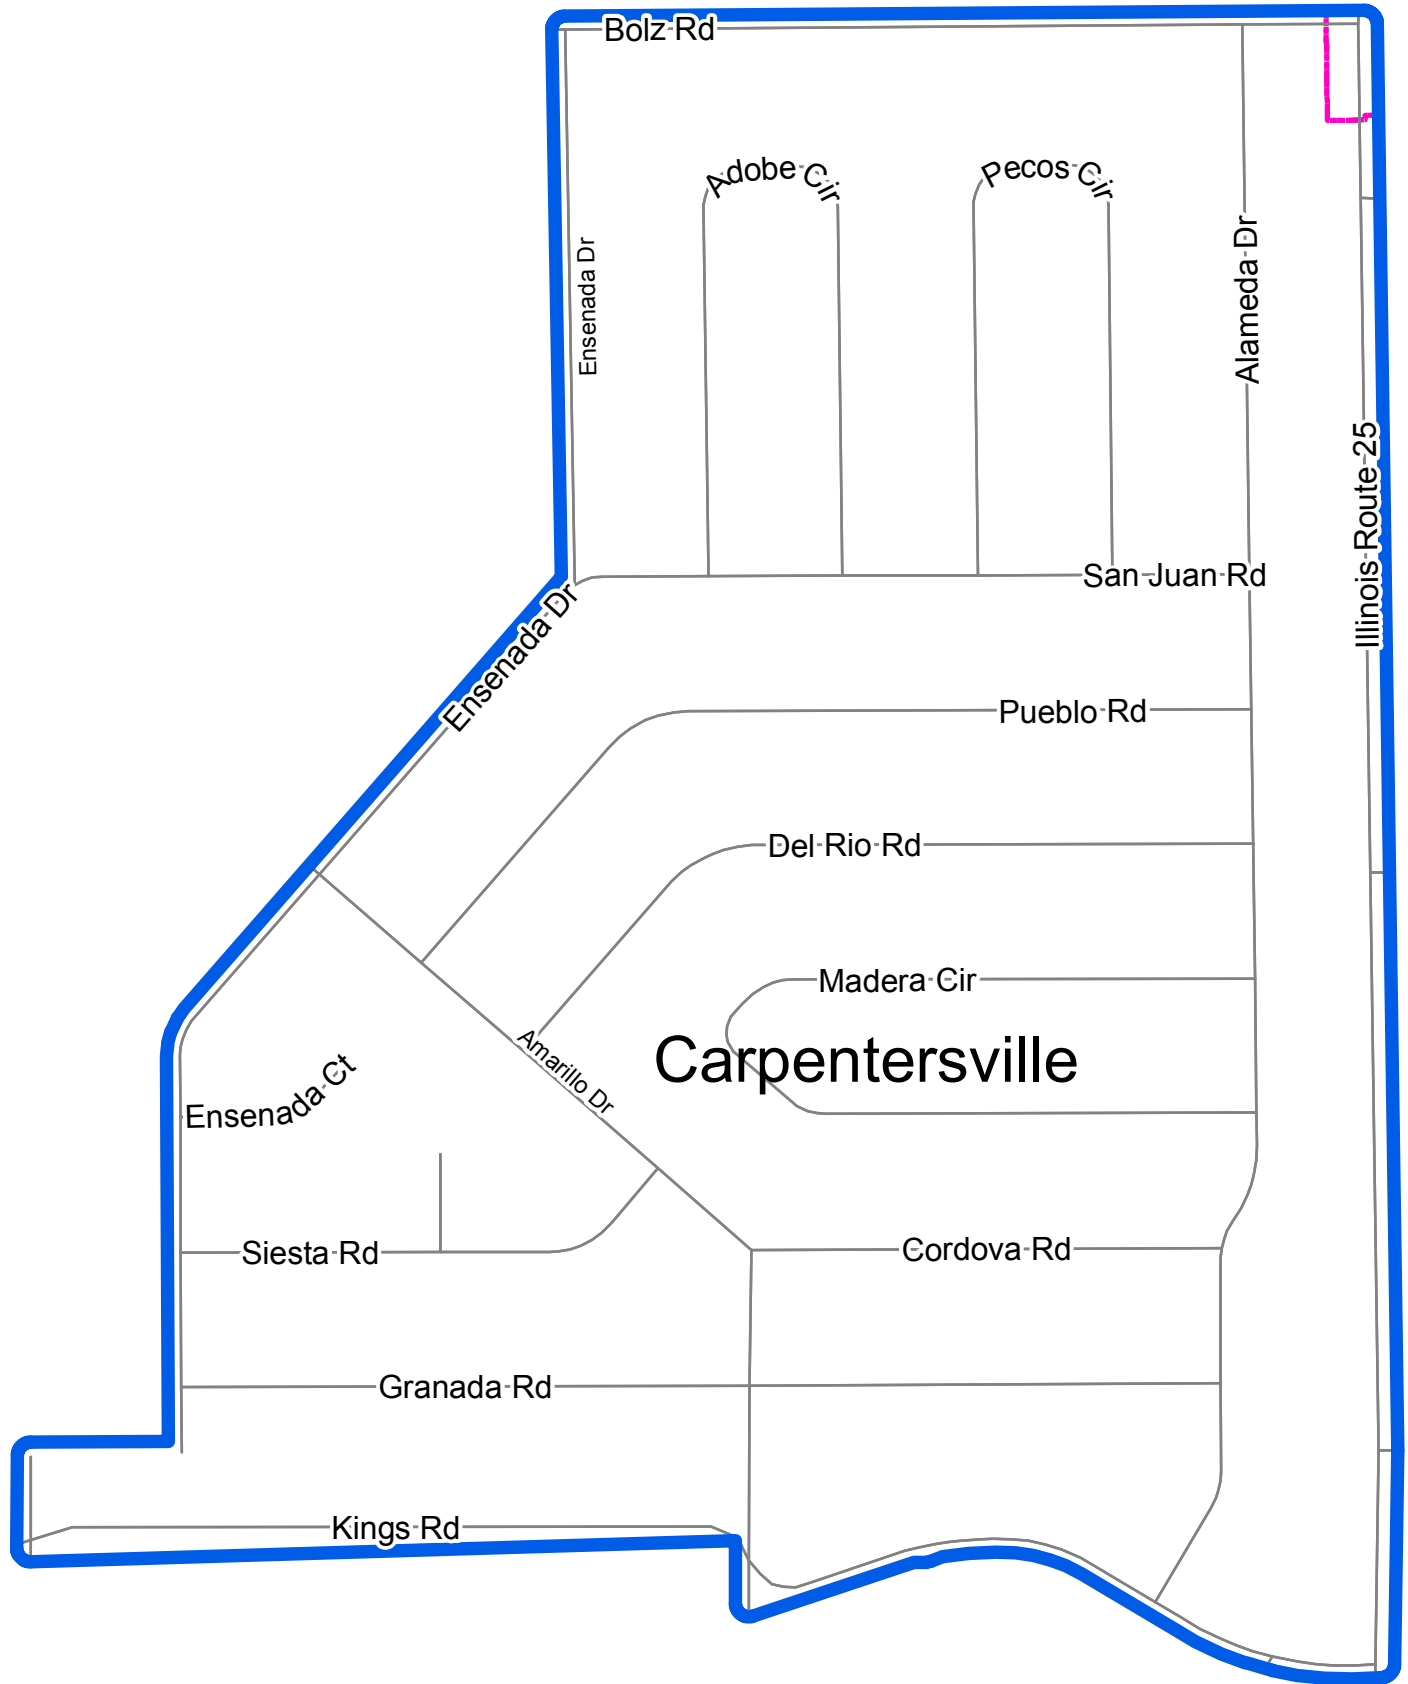 Bolz Rd
Adobe Cir
Pecos Cir
Ensenada Dr
Alameda Dr
Illinois Route 25
San Juan Rd
Ensenada Dr
Pueblo Rd
Del Rio Rd
Madera Cir
Carpentersville
Amarillo Dr
Ensenada Ct
Siesta Rd
Cordova Rd
Granada Rd
Kings Rd